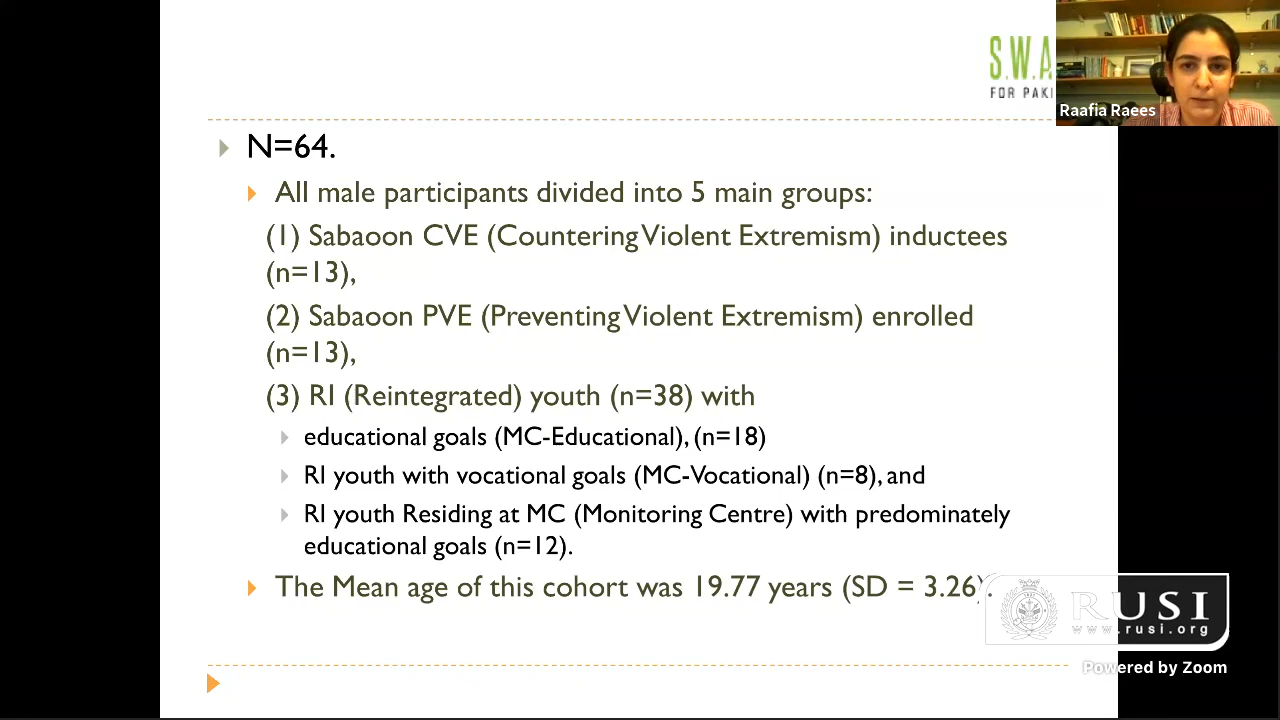 S.W.A
FOR PAKI
Raafia Raees
N=64.
All male participants divided into 5 main groups:
(1) Sabaoon CVE (Countering Violent Extremism) inductees
(n=13),
(2) Sabaoon PVE (Preventing Violent Extremism) enrolled
(n=13),
(3) RI (Reintegrated) youth (n=38) with
educational goals (MC-Educational), (n=18)
RI youth with vocational goals (MC-Vocational) (n=8), and
RI youth Residing at MC (Monitoring Centre) with predominately
educational goals (n=12).
The Mean age of this cohort was 19.77 years (SD = 3.26).
RUSI
www.rusi.org
Powered by Zoom